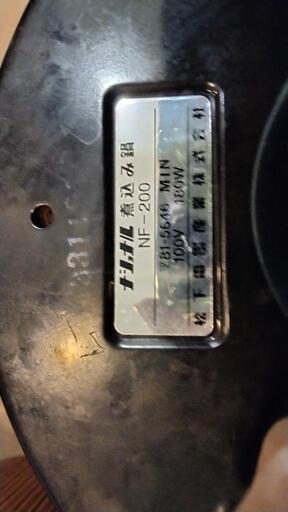 ナショナル 煮込み鍋
NF-200
▽81-5646 MIN
100V 180W
松下電器産業株式会社